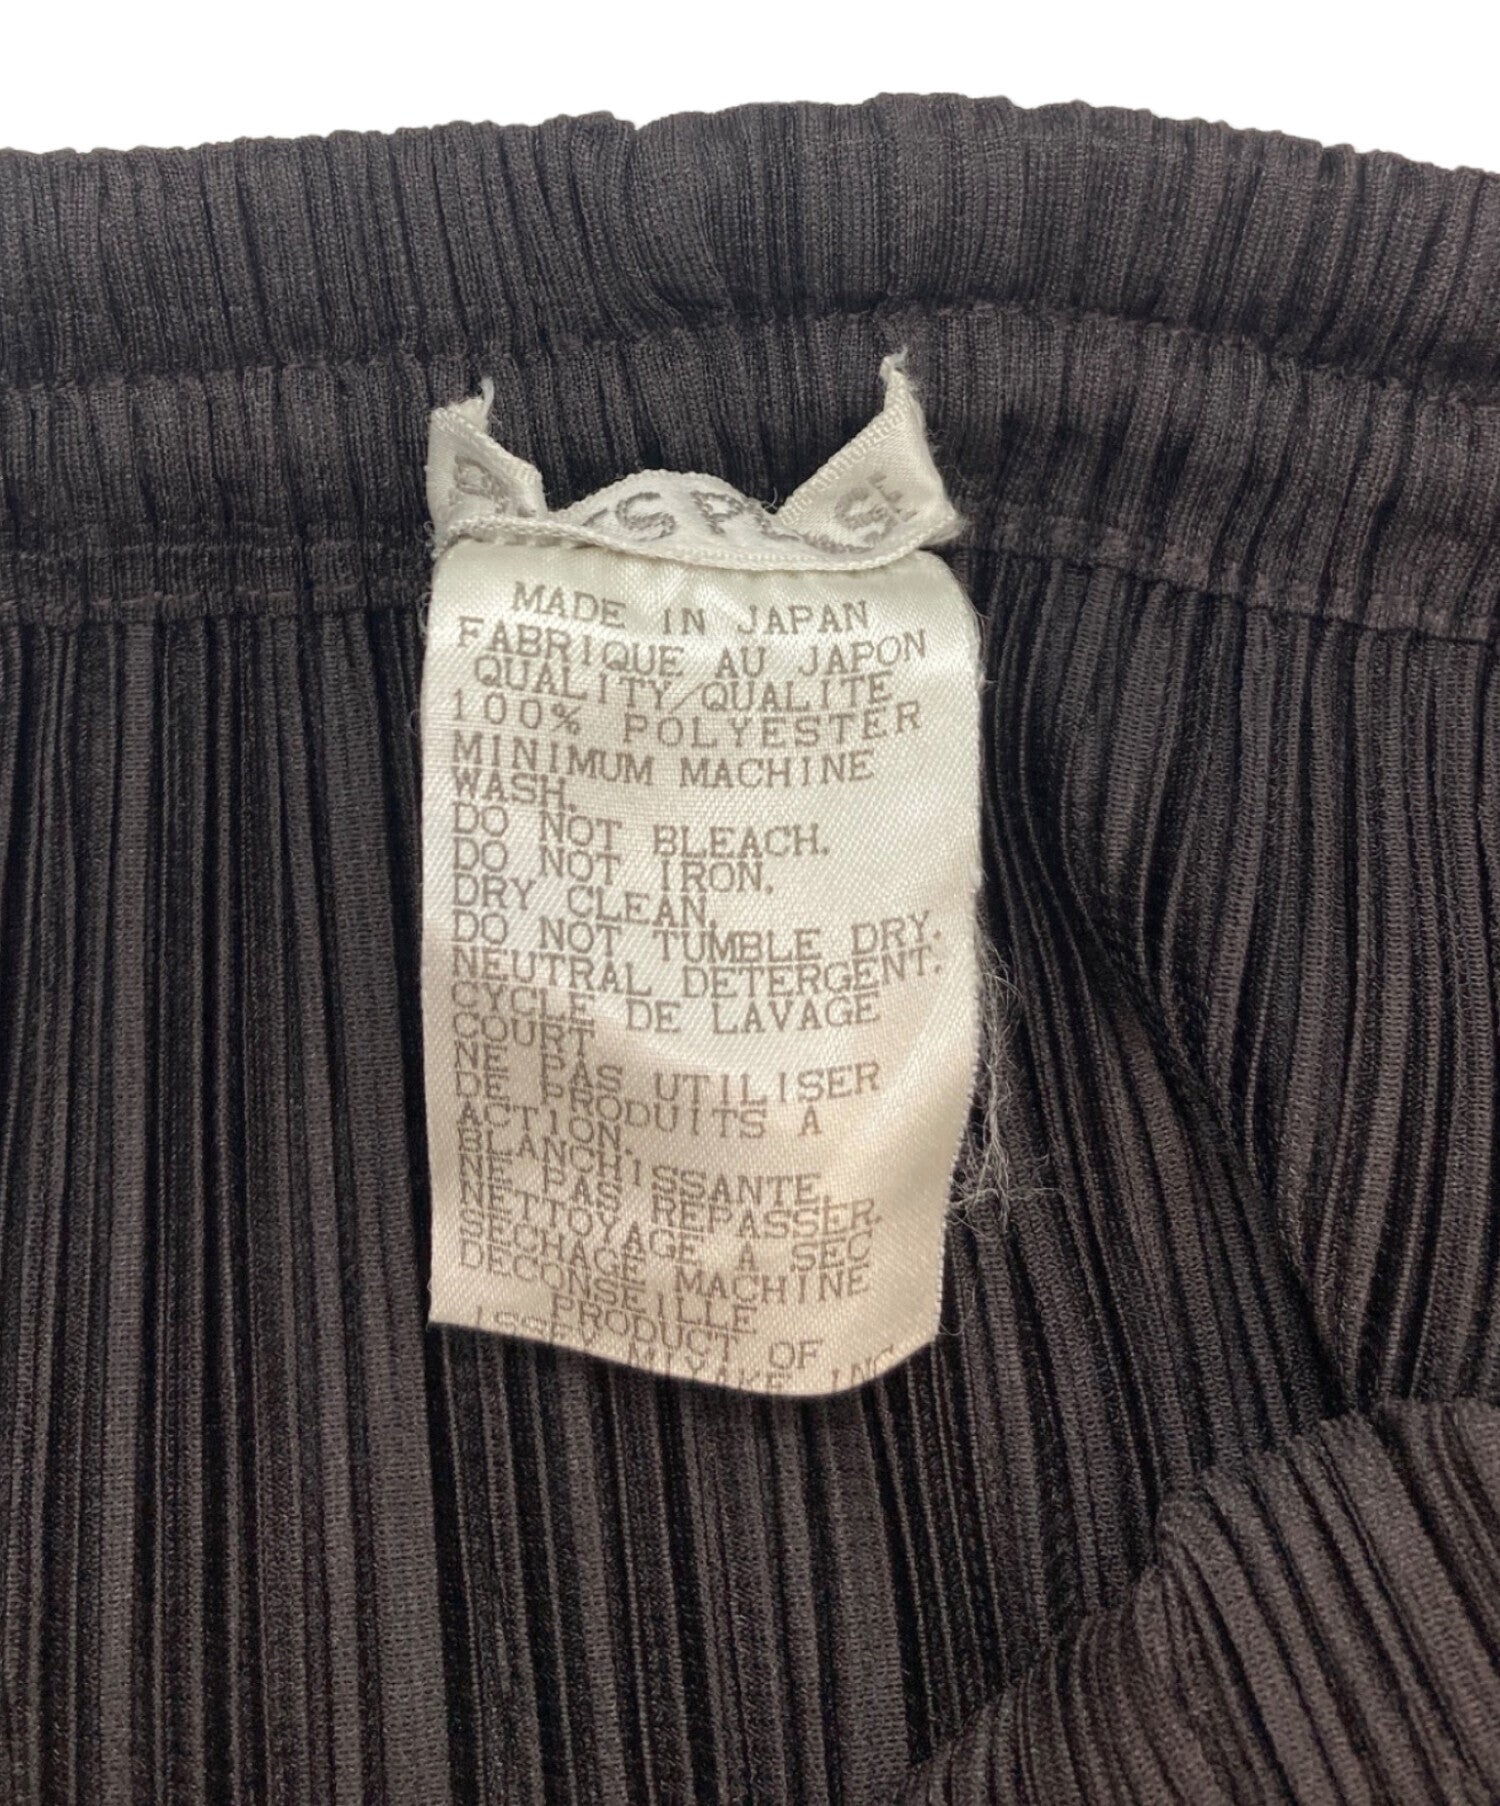 MADE IN JAPAN
FABRIQUE AU JAPON
QUALITY/QUALITE
100% POLYESTER
MINIMUM MACHINE
WASH.
DO NOT BLEACH.
DO NOT IRON.
DRY CLEAN.
DO NOT TUMBLE DRY.
NEUTRAL DETERGENT.
CYCLE DE LAVAGE
COURT
NE PAS UTILISER
DE PRODUITS A
ACTION.
BLANCHISSANTE.
NE PAS REPASSER.
NETTOYAGE A SEC
SECHAGE MACHINE
DECONSEILLE
PRODUCT OF
MIYAKE INC